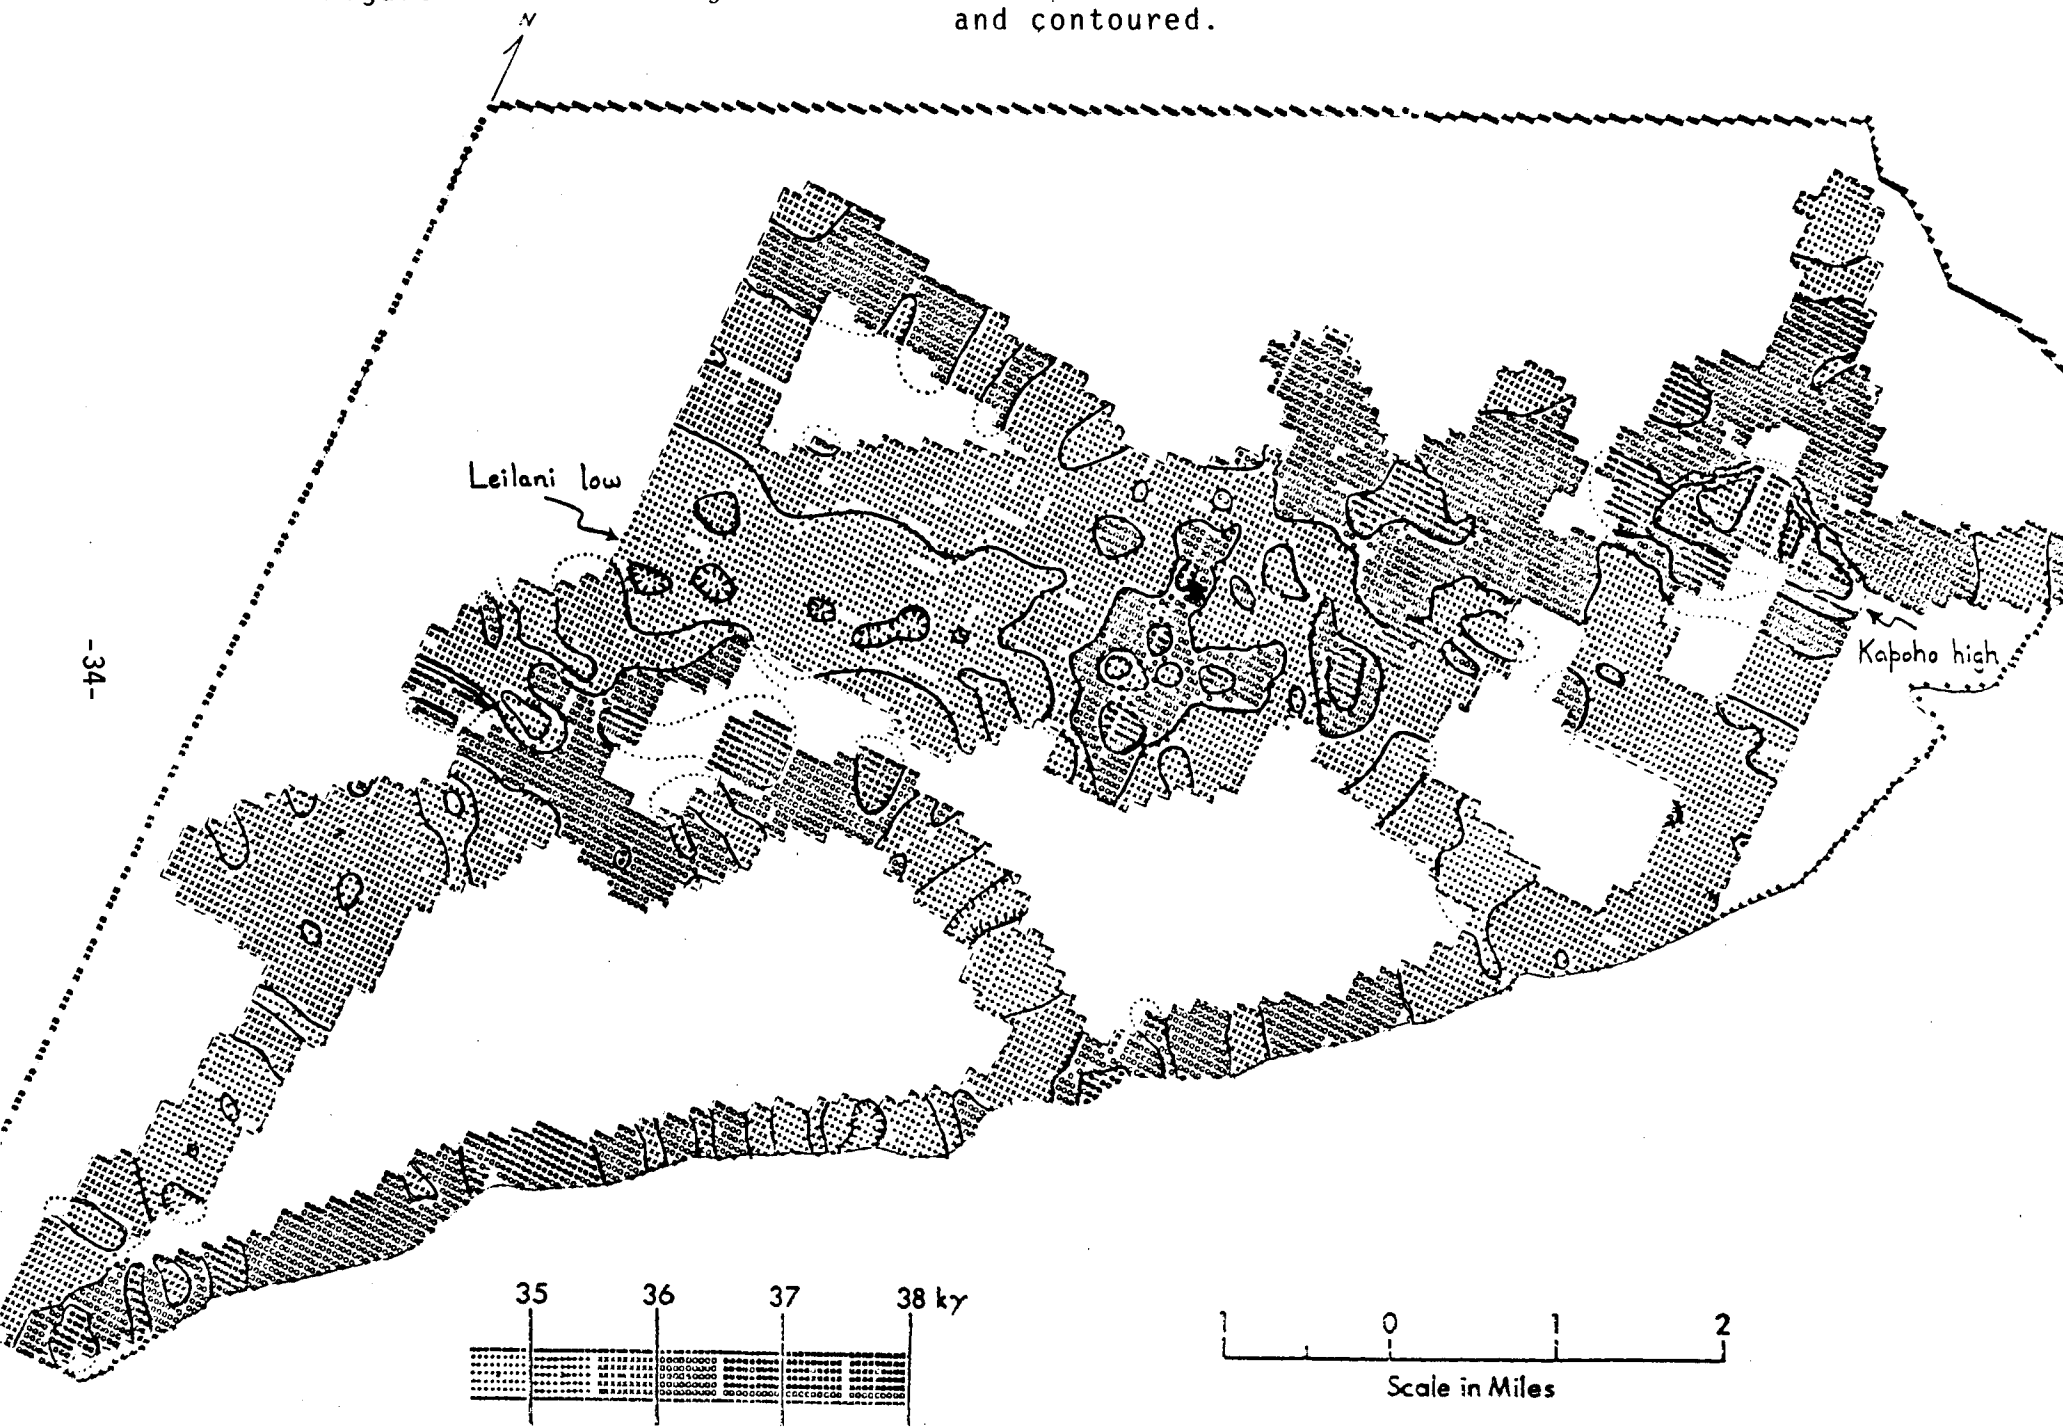 and contoured.
N
Leilani low
Kapoho high
-34-
35 36 37 38 kγ
1 0 1 2
Scale in Miles